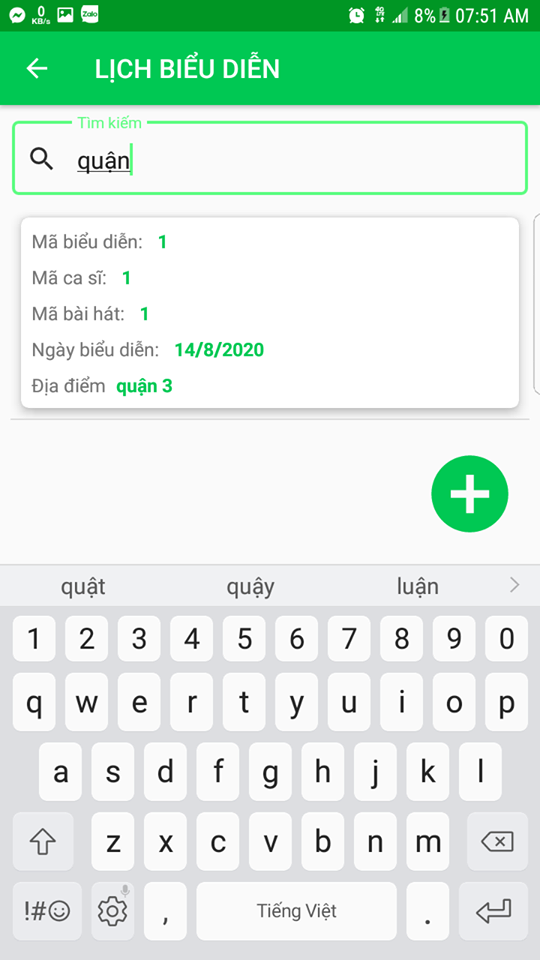 0
KB/s
Zalo
4G
8%
07:51 AM
LỊCH BIỂU DIỄN
Tìm kiếm
quận
Mã biểu diễn: 1
Mã ca sĩ: 1
Mã bài hát: 1
Ngày biểu diễn: 14/8/2020
Địa điểm quận 3
quật quậy luận
1 2 3 4 5 6 7 8 9 0
q w e r t y u i o p
a s d f g h j k l
z x c v b n m
!#☺ , Tiếng Việt .